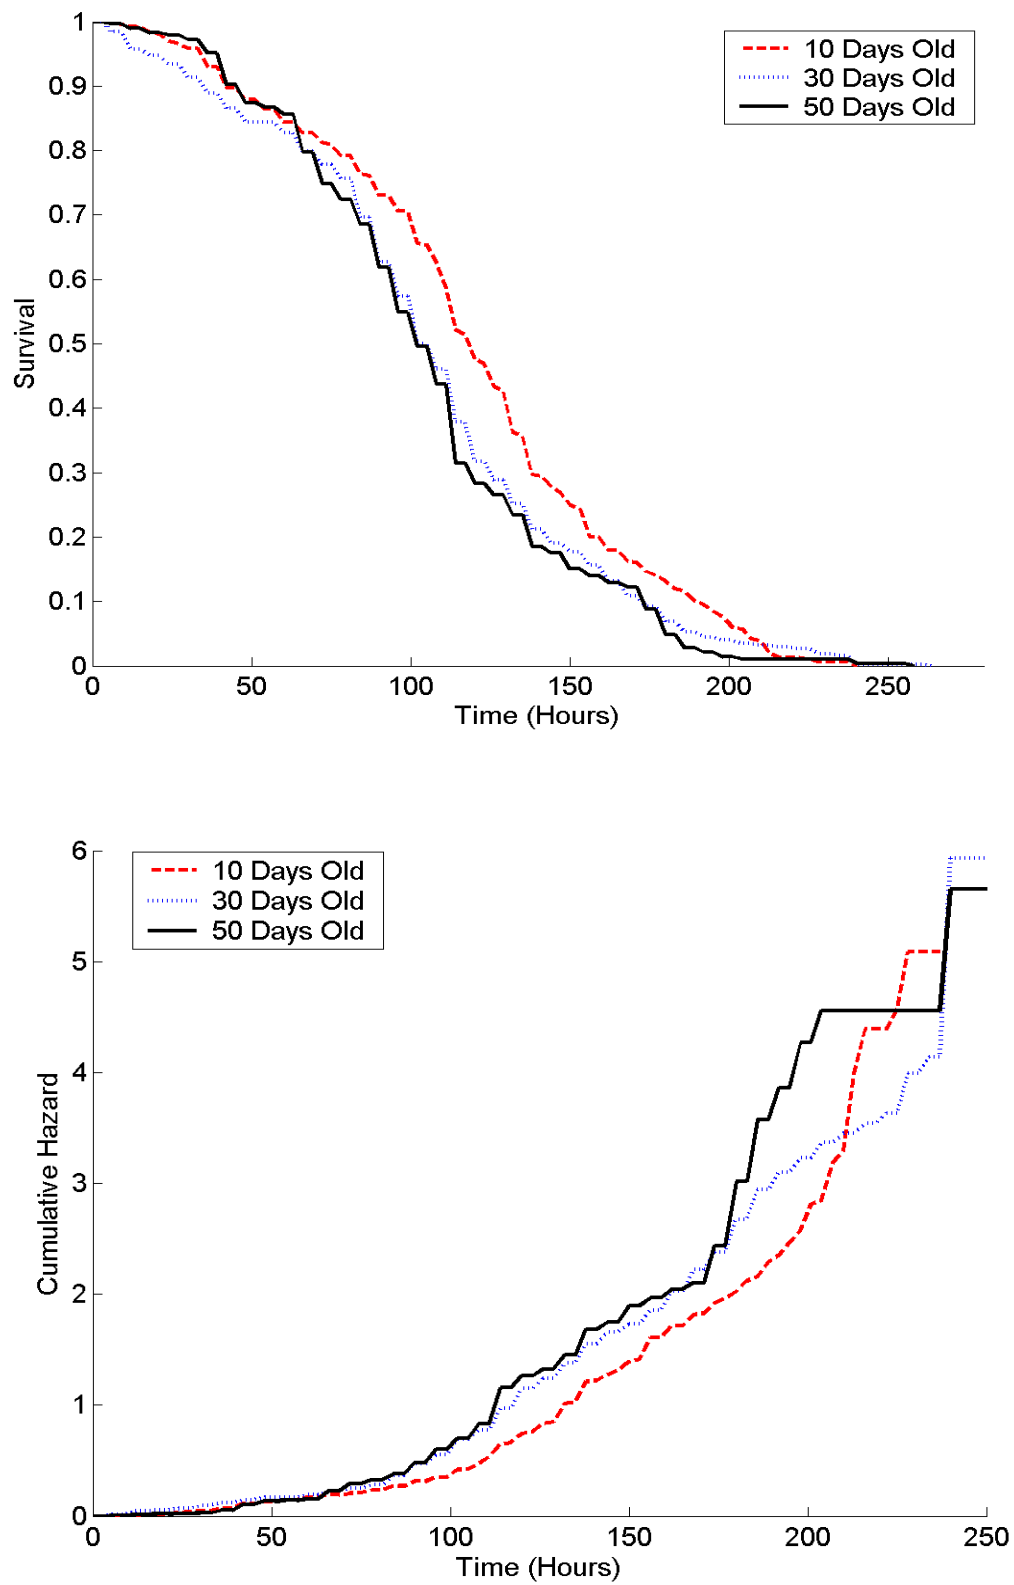 1
0.9
0.8
0.7
0.6
0.5
0.4
0.3
0.2
0.1
0
Survival
10 Days Old
30 Days Old
50 Days Old
0 50 100 150 200 250
Time (Hours)
6
5
4
3
2
1
0
Cumulative Hazard
10 Days Old
30 Days Old
50 Days Old
0 50 100 150 200 250
Time (Hours)